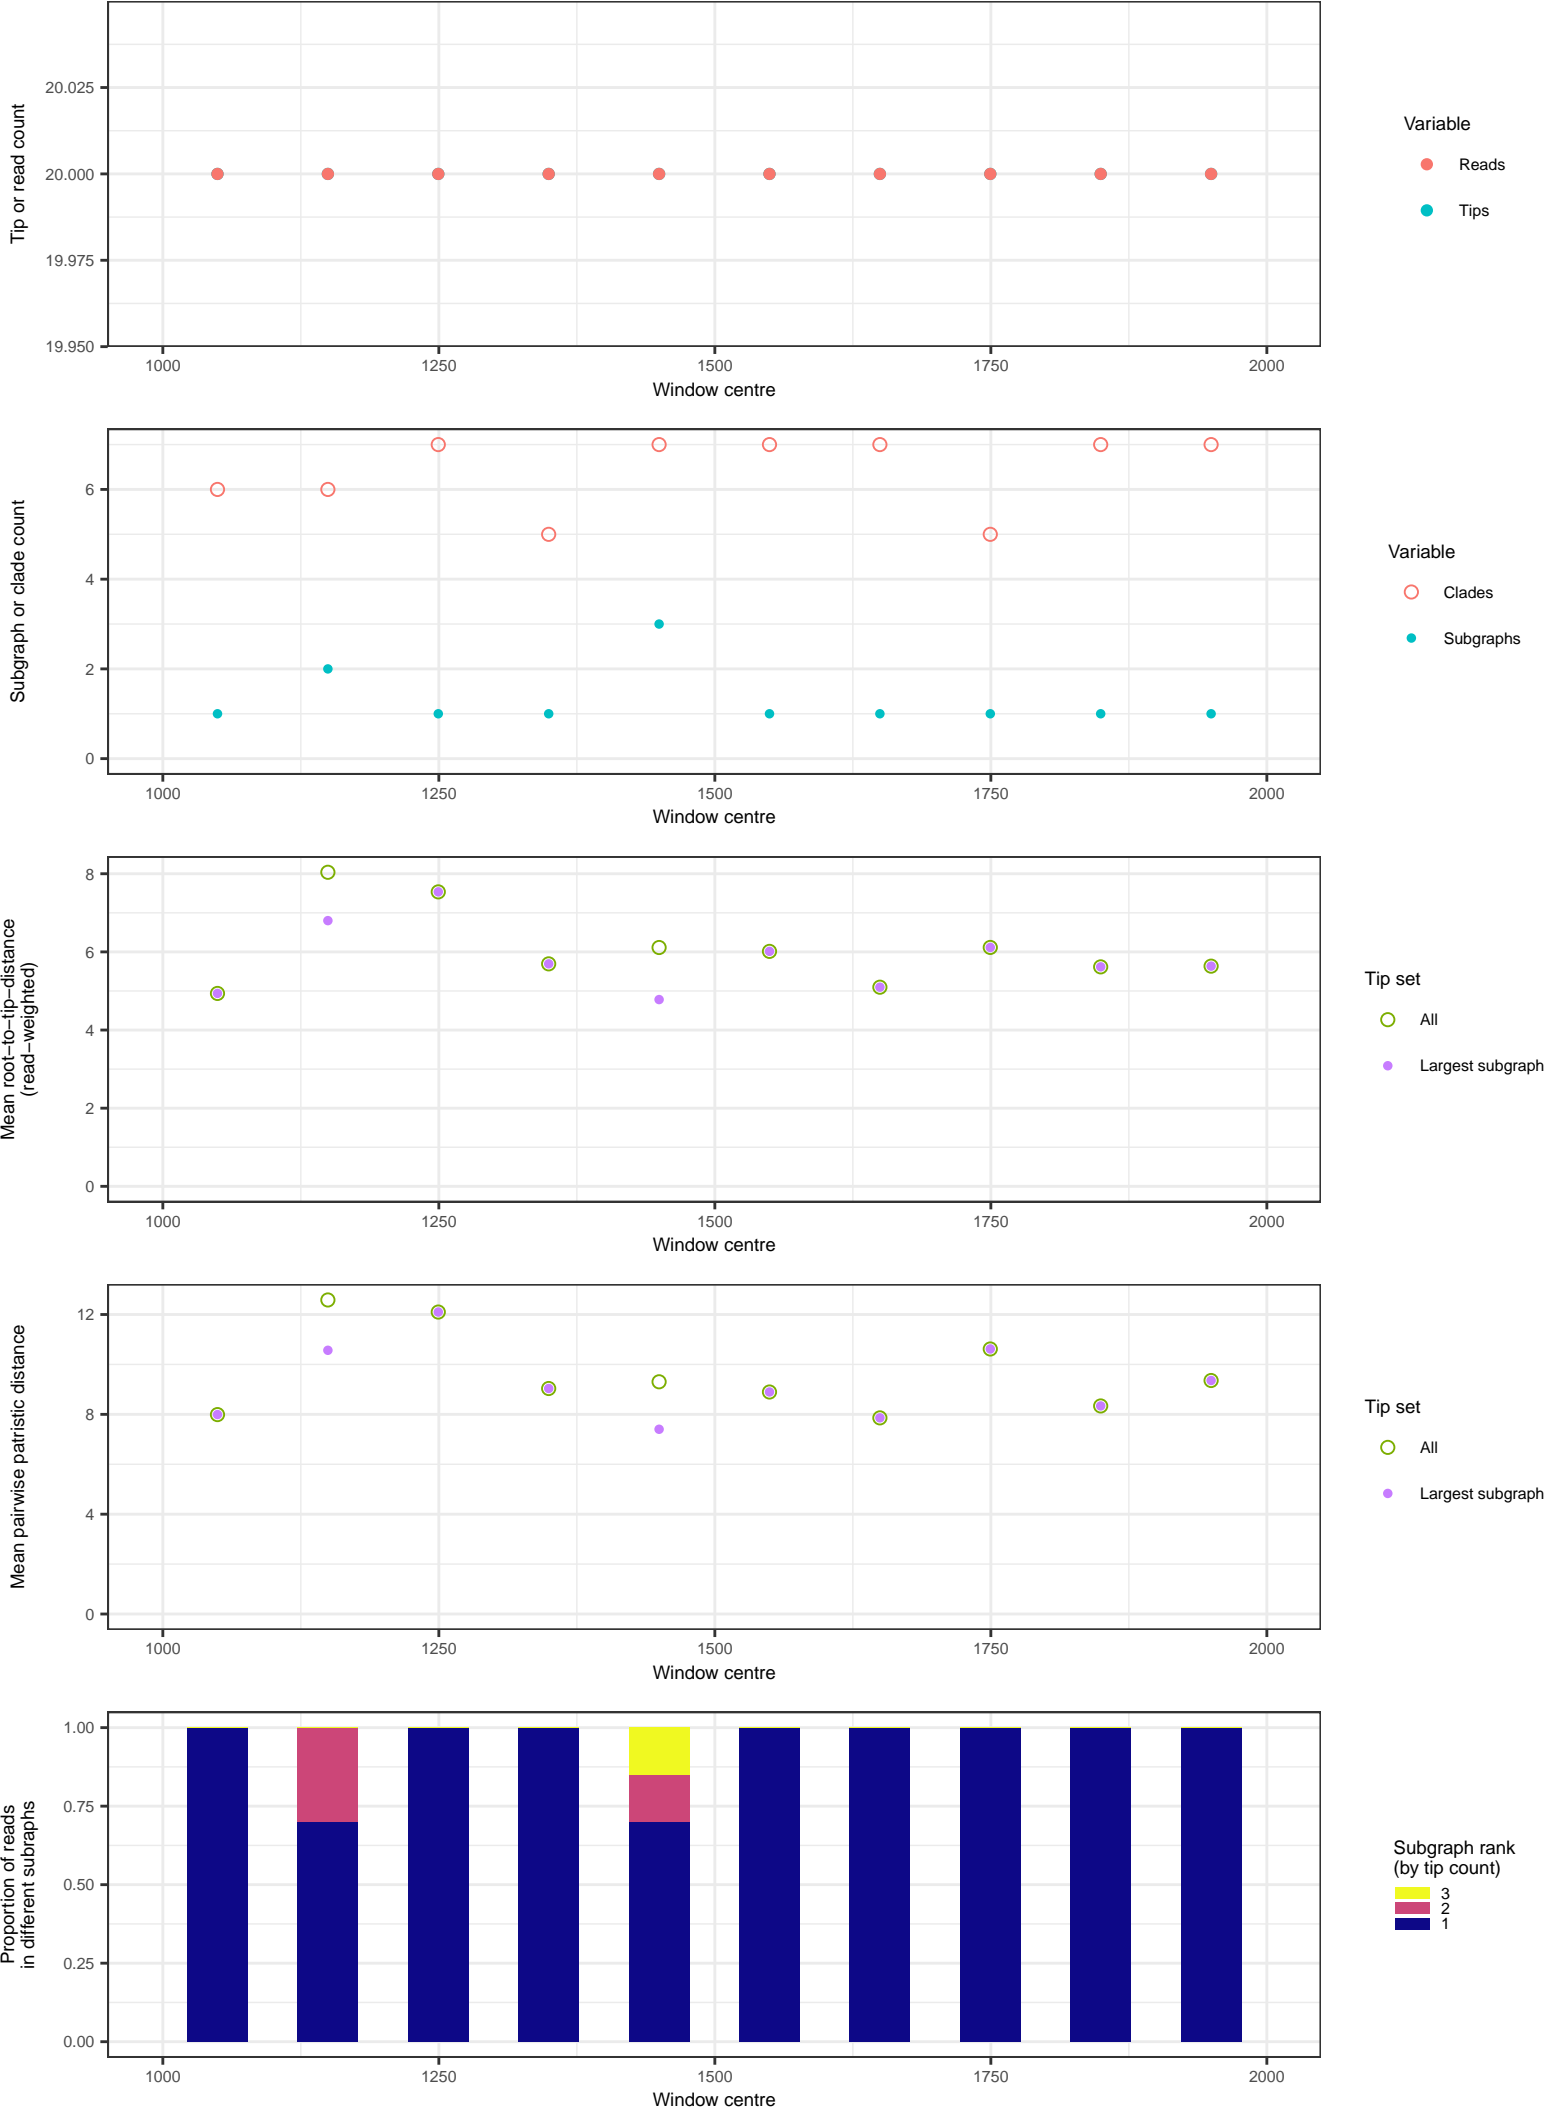 Tip or read count
20.025
20.000
19.975
19.950
1000 1250 1500 1750 2000
Window centre
Variable
Reads
Tips
Subgraph or clade count
6
4
2
0
1000 1250 1500 1750 2000
Window centre
Variable
Clades
Subgraphs
Mean root−to−tip−distance
(read−weighted)
8
6
4
2
0
1000 1250 1500 1750 2000
Window centre
Tip set
All
Largest subgraph
Mean pairwise patristic distance
12
8
4
0
1000 1250 1500 1750 2000
Window centre
Tip set
All
Largest subgraph
Proportion of reads
in different subraphs
1.00
0.75
0.50
0.25
0.00
1000 1250 1500 1750 2000
Window centre
Subgraph rank
(by tip count)
3
2
1